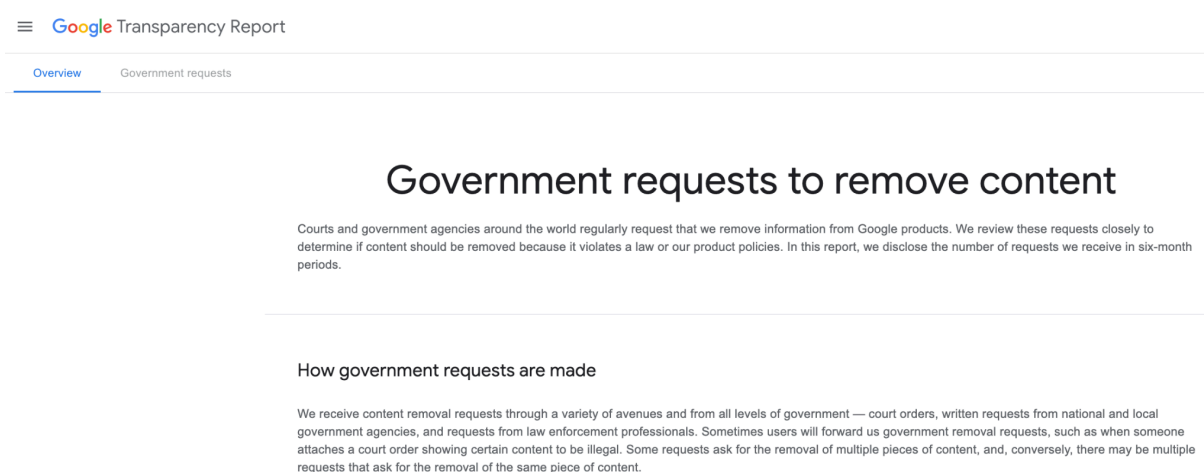 Google Transparency Report
Overview Government requests
Government requests to remove content
Courts and government agencies around the world regularly request that we remove information from Google products. We review these requests closely to
determine if content should be removed because it violates a law or our product policies. In this report, we disclose the number of requests we receive in six-month
periods.
How government requests are made
We receive content removal requests through a variety of avenues and from all levels of government — court orders, written requests from national and local
government agencies, and requests from law enforcement professionals. Sometimes users will forward us government removal requests, such as when someone
attaches a court order showing certain content to be illegal. Some requests ask for the removal of multiple pieces of content, and, conversely, there may be multiple
requests that ask for the removal of the same piece of content.